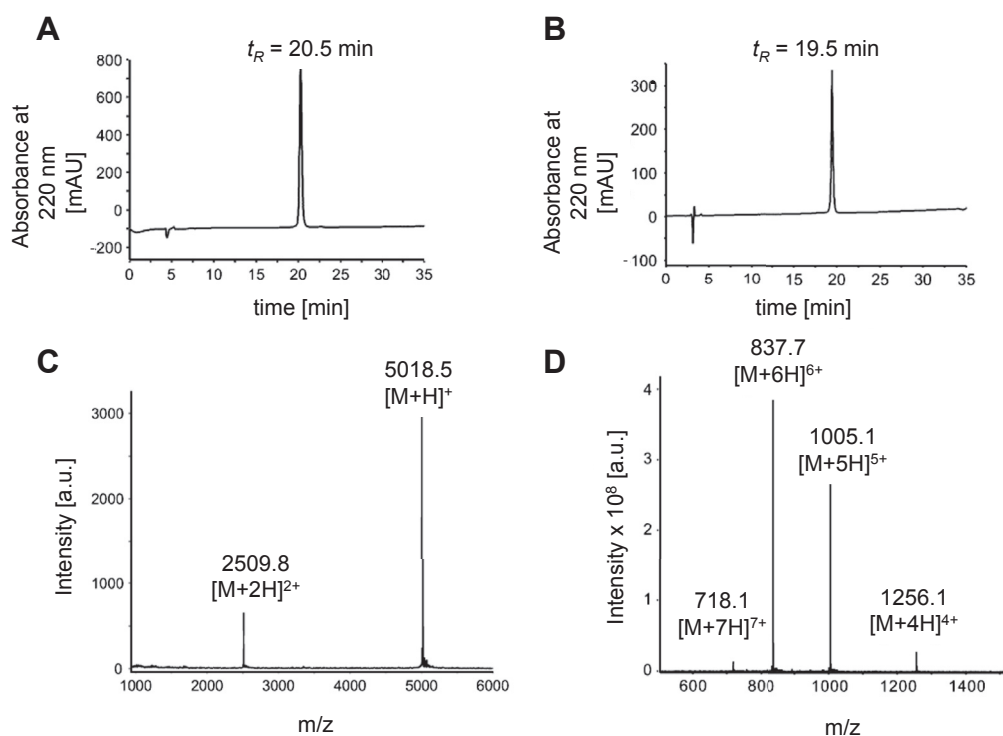 A
t_R = 20.5 min
800
600
400
200
0
-200
0 5 10 15 20 25 30 35
Absorbance at
220 nm
[mAU]
time [min]
B
t_R = 19.5 min
300
200
100
0
-100
0 5 10 15 20 25 30 35
Absorbance at
220 nm
[mAU]
time [min]
C
5018.5
[M+H]⁺
2509.8
[M+2H]²⁺
3000
2000
1000
0
1000 2000 3000 4000 5000 6000
Intensity [a.u.]
m/z
D
837.7
[M+6H]⁶⁺
1005.1
[M+5H]⁵⁺
718.1
[M+7H]⁷⁺
1256.1
[M+4H]⁴⁺
4
3
2
1
0
600 800 1000 1200 1400
Intensity x 10⁸ [a.u.]
m/z